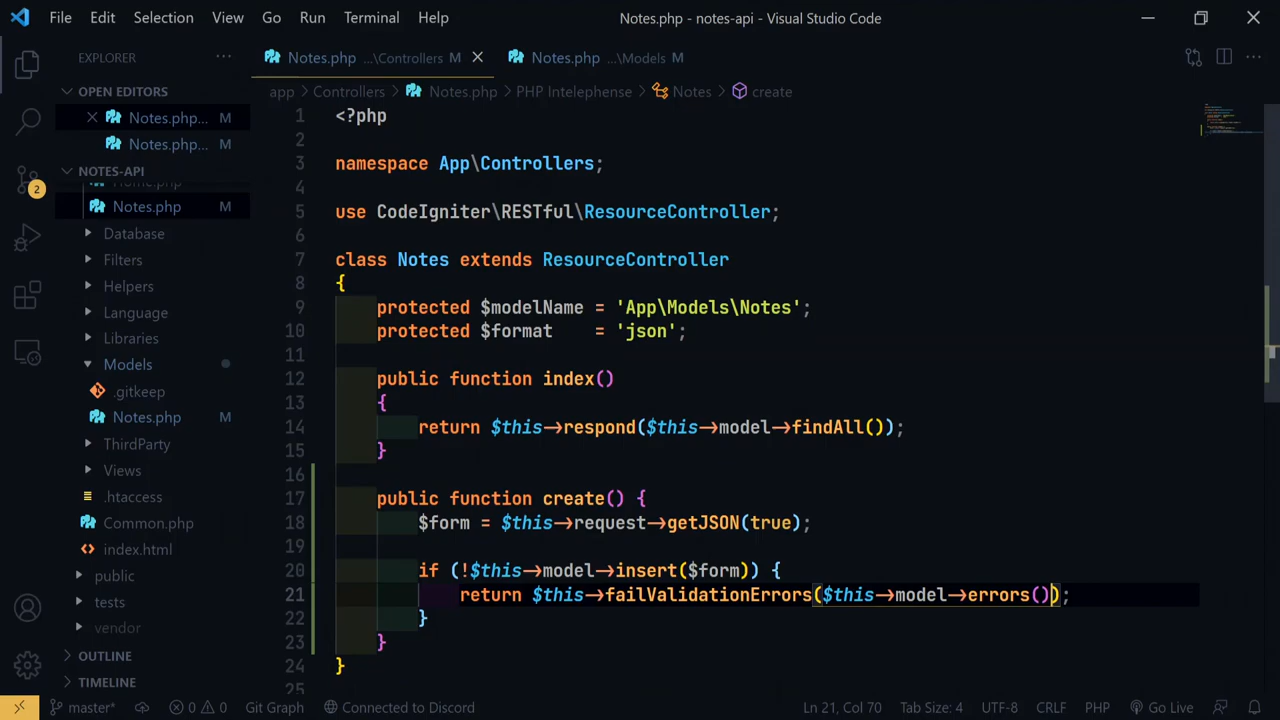 File Edit Selection View Go Run Terminal Help Notes.php - notes-api - Visual Studio Code
EXPLORER ···
Notes.php ...\Controllers M
Notes.php ...\Models M
OPEN EDITORS
Notes.php... M
Notes.php... M
NOTES-API
Home.php
Notes.php M
Database
Filters
Helpers
Language
Libraries
Models
.gitkeep
Notes.php M
ThirdParty
Views
.htaccess
Common.php
index.html
public
tests
vendor
OUTLINE
TIMELINE
2
app Controllers Notes.php PHP Intelephense Notes create
1 <?php
2
3 namespace App\Controllers;
4
5 use CodeIgniter\RESTful\ResourceController;
6
7 class Notes extends ResourceController
8 {
9 protected $modelName = 'App\Models\Notes';
10 protected $format = 'json';
11
12 public function index()
13 {
14 return $this->respond($this->model->findAll());
15 }
16
17 public function create() {
18 $form = $this->request->getJSON(true);
19
20 if (!$this->model->insert($form)) {
21 return $this->failValidationErrors($this->model->errors());
22 }
23 }
24 }
25
master* 0 0 Git Graph Connected to Discord Ln 21, Col 70 Tab Size: 4 UTF-8 CRLF PHP Go Live